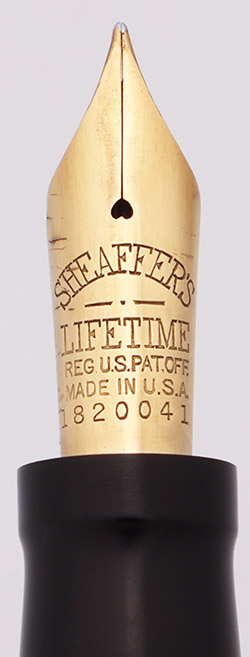 SHEAFFER'S
LIFETIME
REG. U.S. PAT. OFF.
MADE IN U.S.A.
1820041